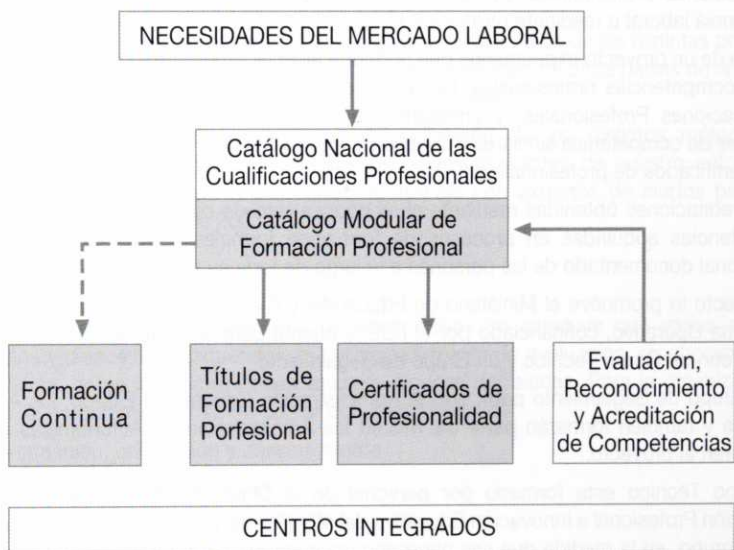 NECESIDADES DEL MERCADO LABORAL
Catálogo Nacional de las
Cualificaciones Profesionales
Catálogo Modular de
Formación Profesional
Formación
Continua
Títulos de
Formación
Porfesional
Certificados de
Profesionalidad
Evaluación,
Reconocimiento
y Acreditación
de Competencias
CENTROS INTEGRADOS